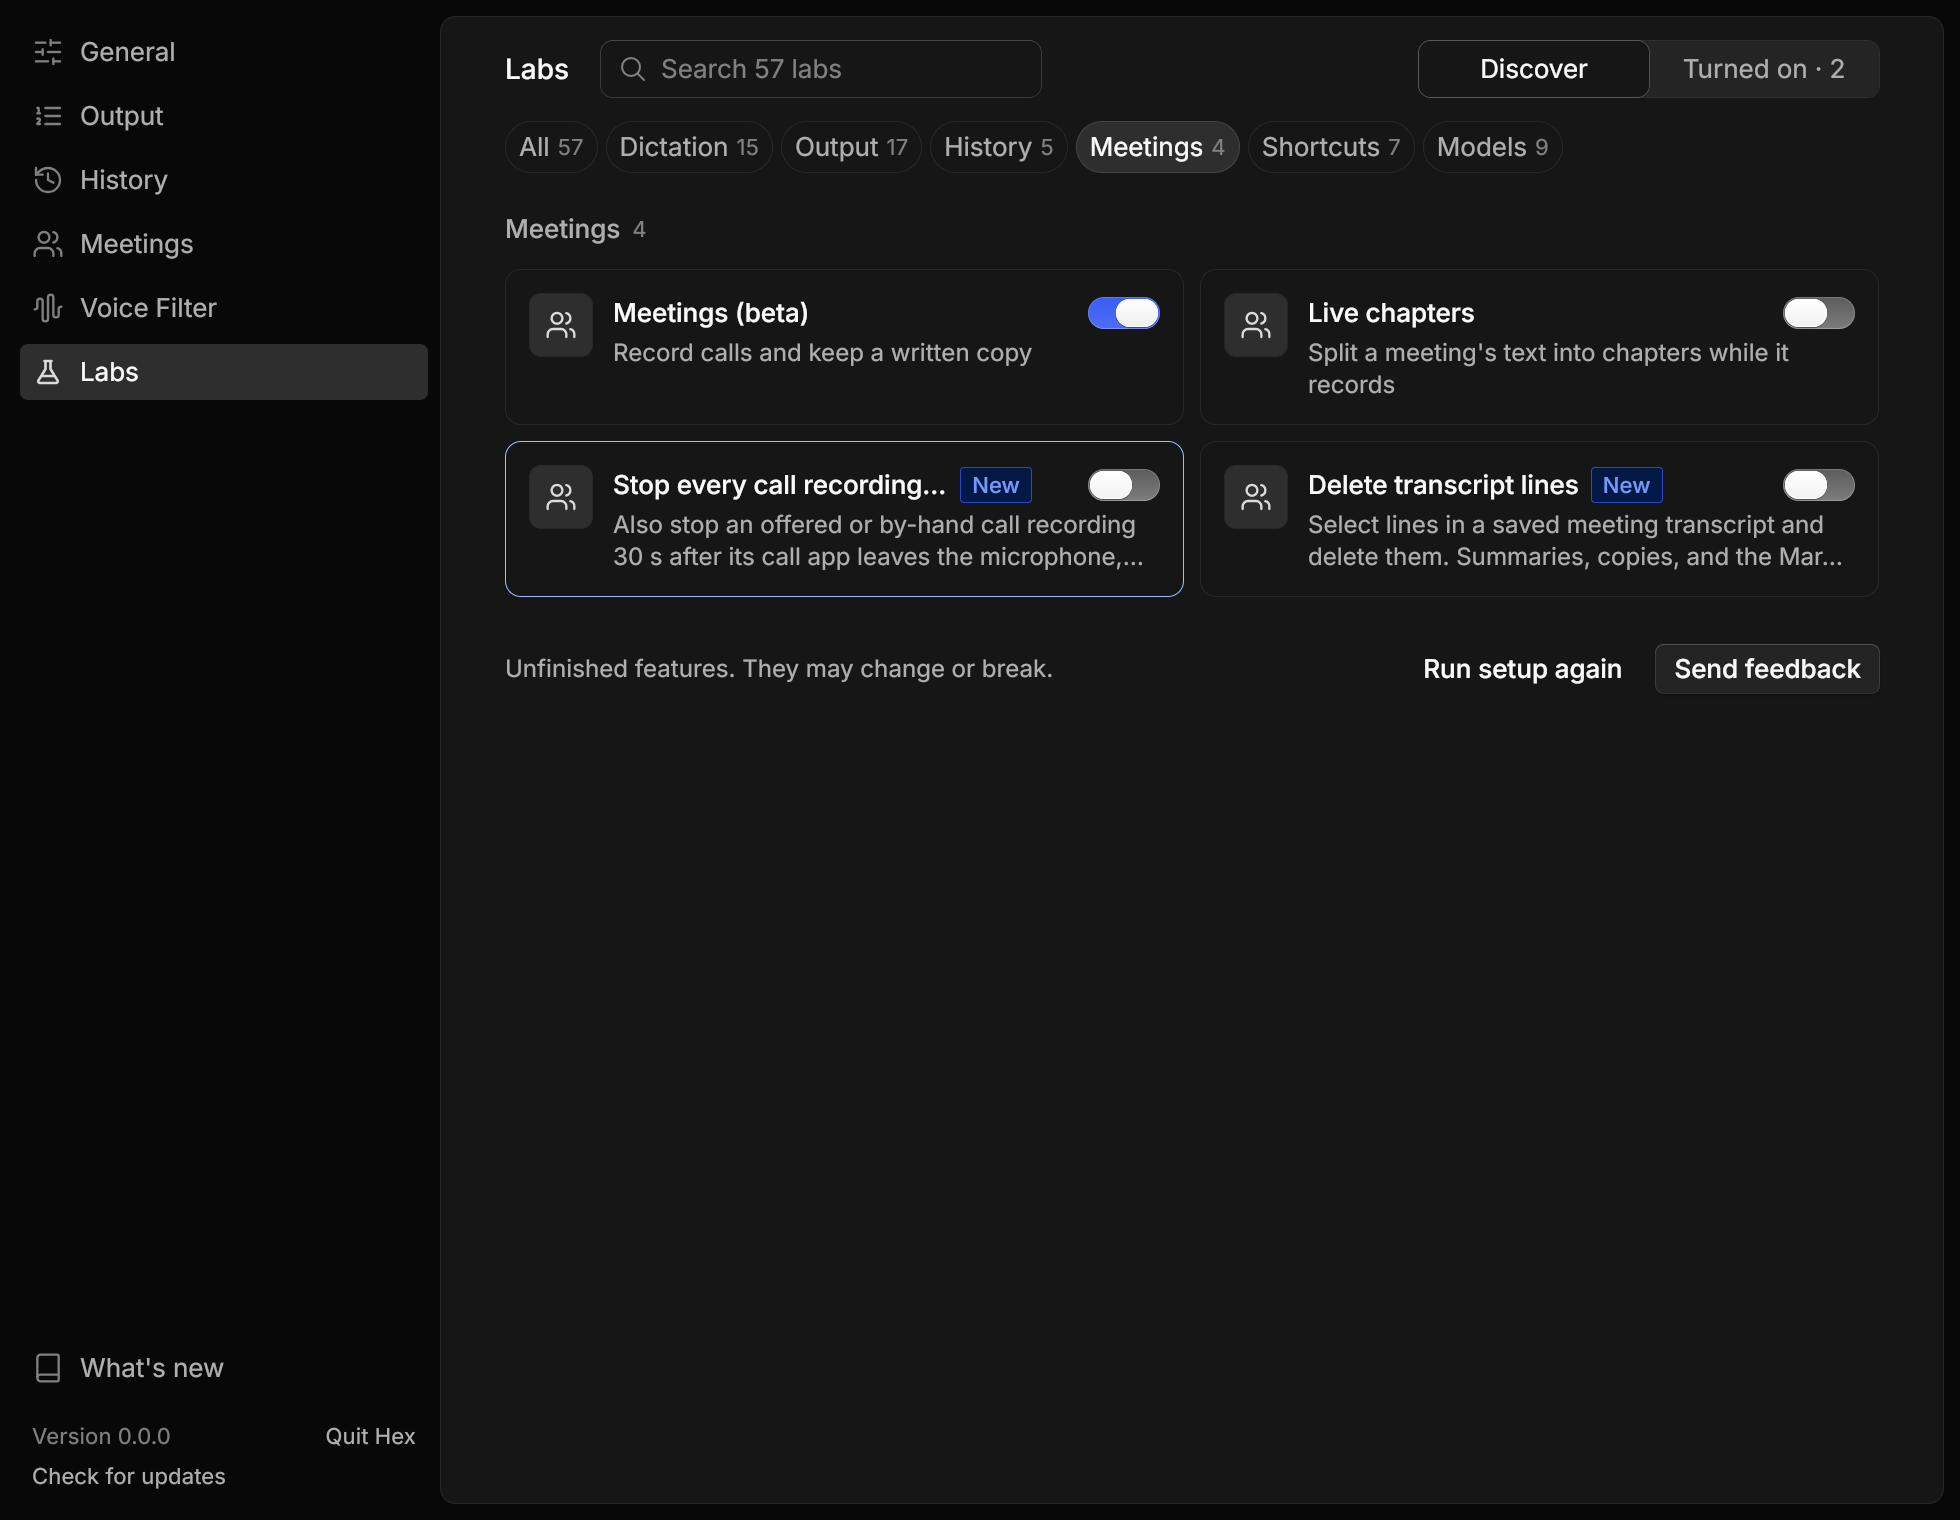 General
Output
History
Meetings
Voice Filter
Labs
What's new
Version 0.0.0
Quit Hex
Check for updates
Labs
Search 57 labs
Discover
Turned on · 2
All 57
Dictation 15
Output 17
History 5
Meetings 4
Shortcuts 7
Models 9
Meetings 4
Meetings (beta)
Record calls and keep a written copy
Live chapters
Split a meeting's text into chapters while it
records
Stop every call recording... New
Also stop an offered or by-hand call recording
30 s after its call app leaves the microphone,...
Delete transcript lines New
Select lines in a saved meeting transcript and
delete them. Summaries, copies, and the Mar...
Unfinished features. They may change or break.
Run setup again
Send feedback